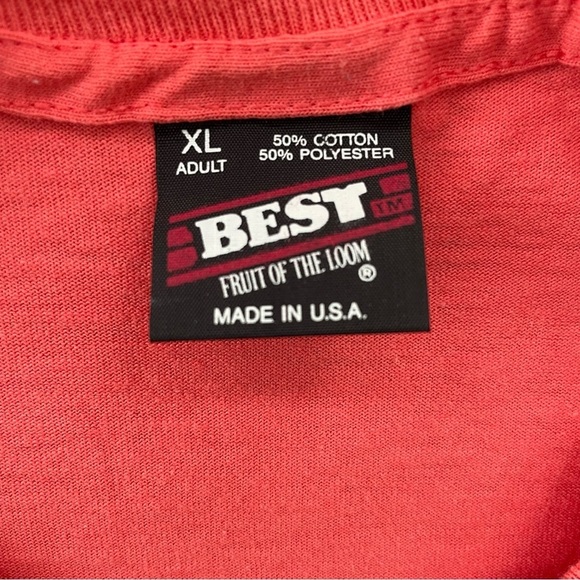 XL
ADULT
50% COTTON
50% POLYESTER
BEST TM
FRUIT OF THE LOOM ®
MADE IN U.S.A.